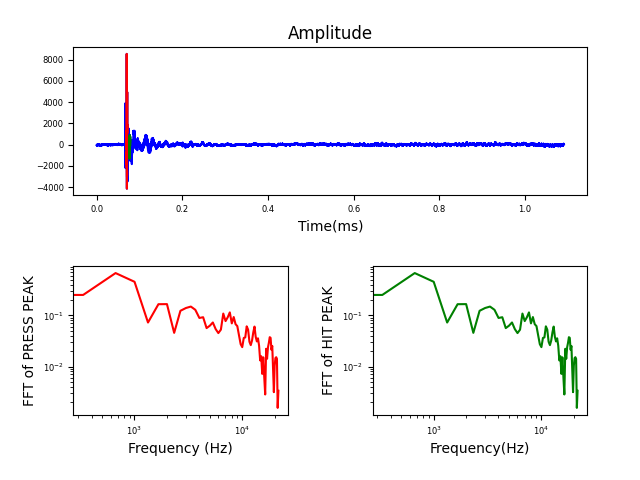 Amplitude
8000
6000
4000
2000
0
−2000
−4000
0.0 0.2 0.4 0.6 0.8 1.0
Time(ms)
FFT of PRESS PEAK
10⁻¹
10⁻²
10³ 10⁴
Frequency (Hz)
FFT of HIT PEAK
10⁻¹
10⁻²
10³ 10⁴
Frequency(Hz)